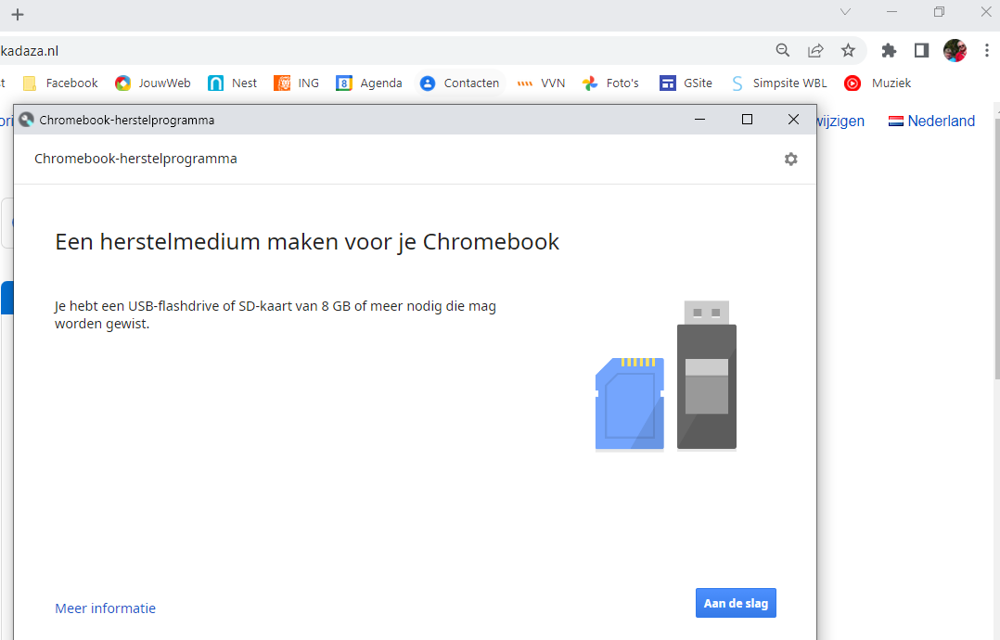 kadaza.nl
Facebook JouwWeb Nest ING 8 Agenda Contacten VVN Foto's GSite Simpsite WBL Muziek
Chromebook-herstelprogramma
wijzigen Nederland
Chromebook-herstelprogramma
Een herstelmedium maken voor je Chromebook
Je hebt een USB-flashdrive of SD-kaart van 8 GB of meer nodig die mag
worden gewist.
Meer informatie
Aan de slag